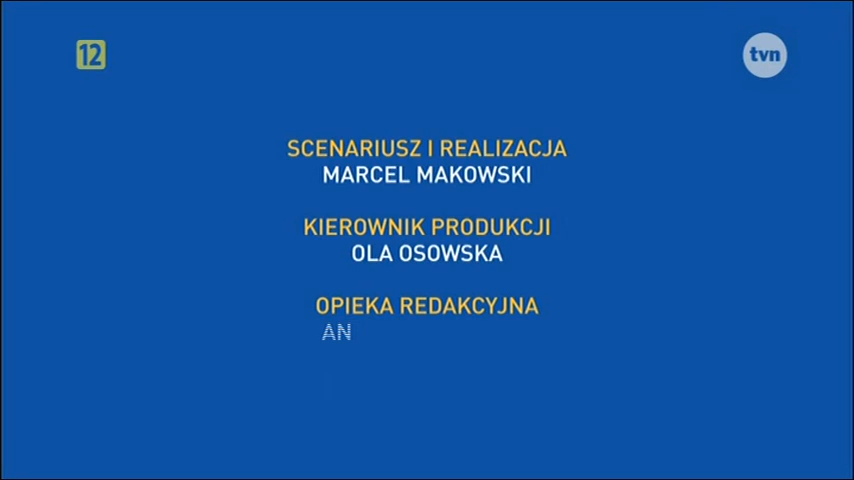 12
tvn
SCENARIUSZ I REALIZACJA
MARCEL MAKOWSKI
KIEROWNIK PRODUKCJI
OLA OSOWSKA
OPIEKA REDAKCYJNA
AN